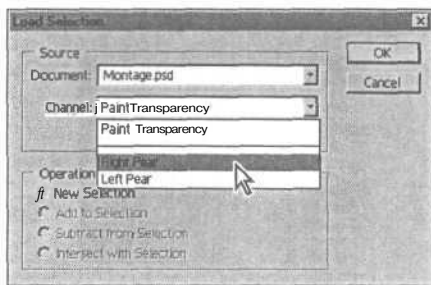 Load Selection
Source
OK
Document: Montage.psd
Cancel
Channel: Paint Transparency
Paint Transparency
Right Pear
Left Pear
Operation
New Selection
Add to Selection
Subtract from Selection
Intersect with Selection